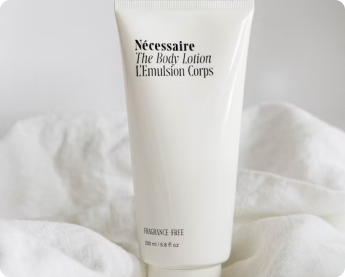 Nécessaire
The Body Lotion
L'Emulsion Corps
FRAGRANCE-FREE
200 ml / 6.8 fl oz